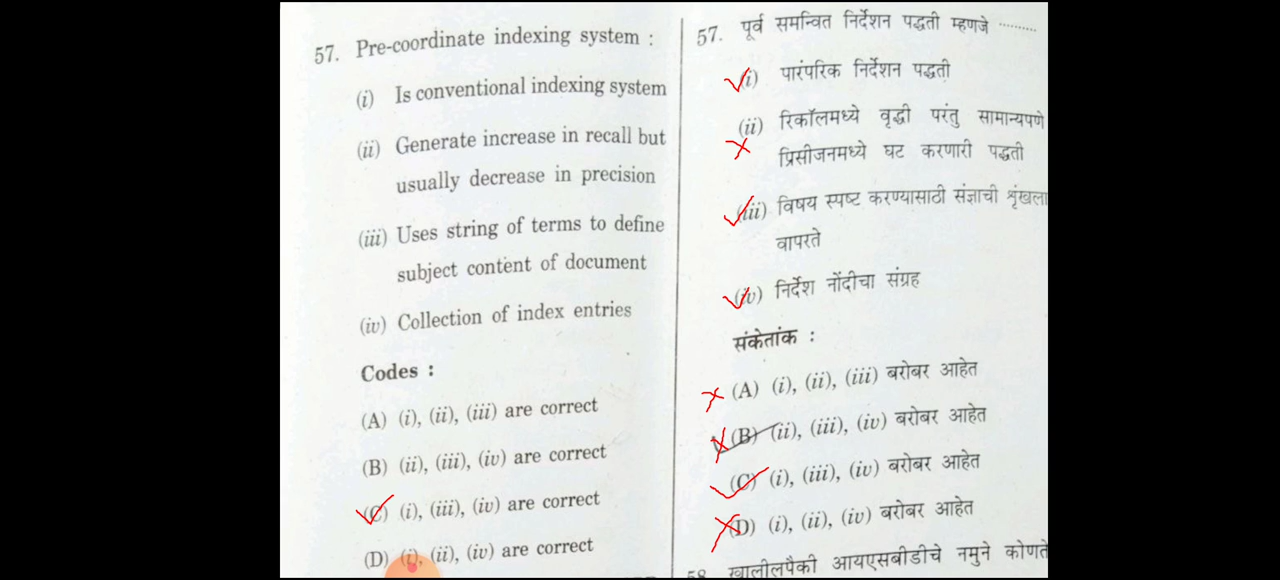 57. Pre-coordinate indexing system :
(i) Is conventional indexing system
(ii) Generate increase in recall but
usually decrease in precision
(iii) Uses string of terms to define
subject content of document
(iv) Collection of index entries
Codes :
(A) (i), (ii), (iii) are correct
(B) (ii), (iii), (iv) are correct
(C) (i), (iii), (iv) are correct
(D) (i), (ii), (iv) are correct
57. पूर्व समन्वित निर्देशन पद्धती म्हणजे ..........
(i) पारंपरिक निर्देशन पद्धती
(ii) रिकॉलमध्ये वृद्धी परंतु सामान्यपणे
प्रिसीजनमध्ये घट करणारी पद्धती
(iii) विषय स्पष्ट करण्यासाठी संज्ञाची शृंखला
वापरते
(iv) निर्देश नोंदीचा संग्रह
संकेतांक :
(A) (i), (ii), (iii) बरोबर आहेत
(B) (ii), (iii), (iv) बरोबर आहेत
(C) (i), (iii), (iv) बरोबर आहेत
(D) (i), (ii), (iv) बरोबर आहेत
58. खालीलपैकी आयएसबीडीचे नमुने कोणते